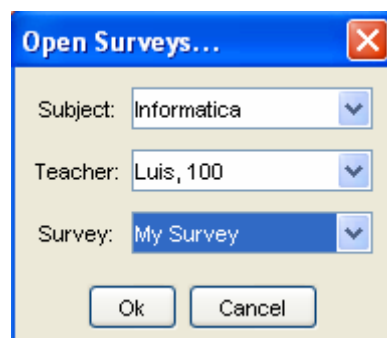 Open Surveys...
Subject: Informatica
Teacher: Luis, 100
Survey: My Survey
Ok Cancel